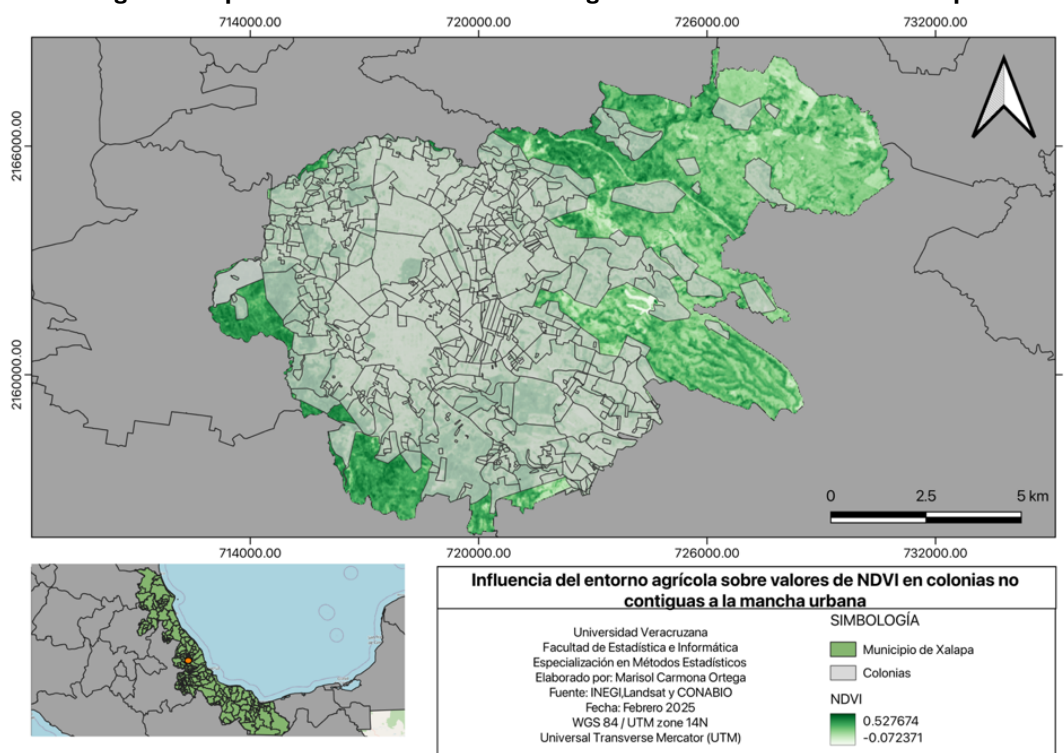 714000.00 720000.00 726000.00 732000.00
2166000.00
2160000.00
0 2.5 5 km
714000.00 720000.00 726000.00 732000.00
Influencia del entorno agrícola sobre valores de NDVI en colonias no
contiguas a la mancha urbana
Universidad Veracruzana
Facultad de Estadística e Informática
Especialización en Métodos Estadísticos
Elaborado por: Marisol Carmona Ortega
Fuente: INEGI,Landsat y CONABIO
Fecha: Febrero 2025
WGS 84 / UTM zone 14N
Universal Transverse Mercator (UTM)
SIMBOLOGÍA
Municipio de Xalapa
Colonias
NDVI
0.527674
-0.072371